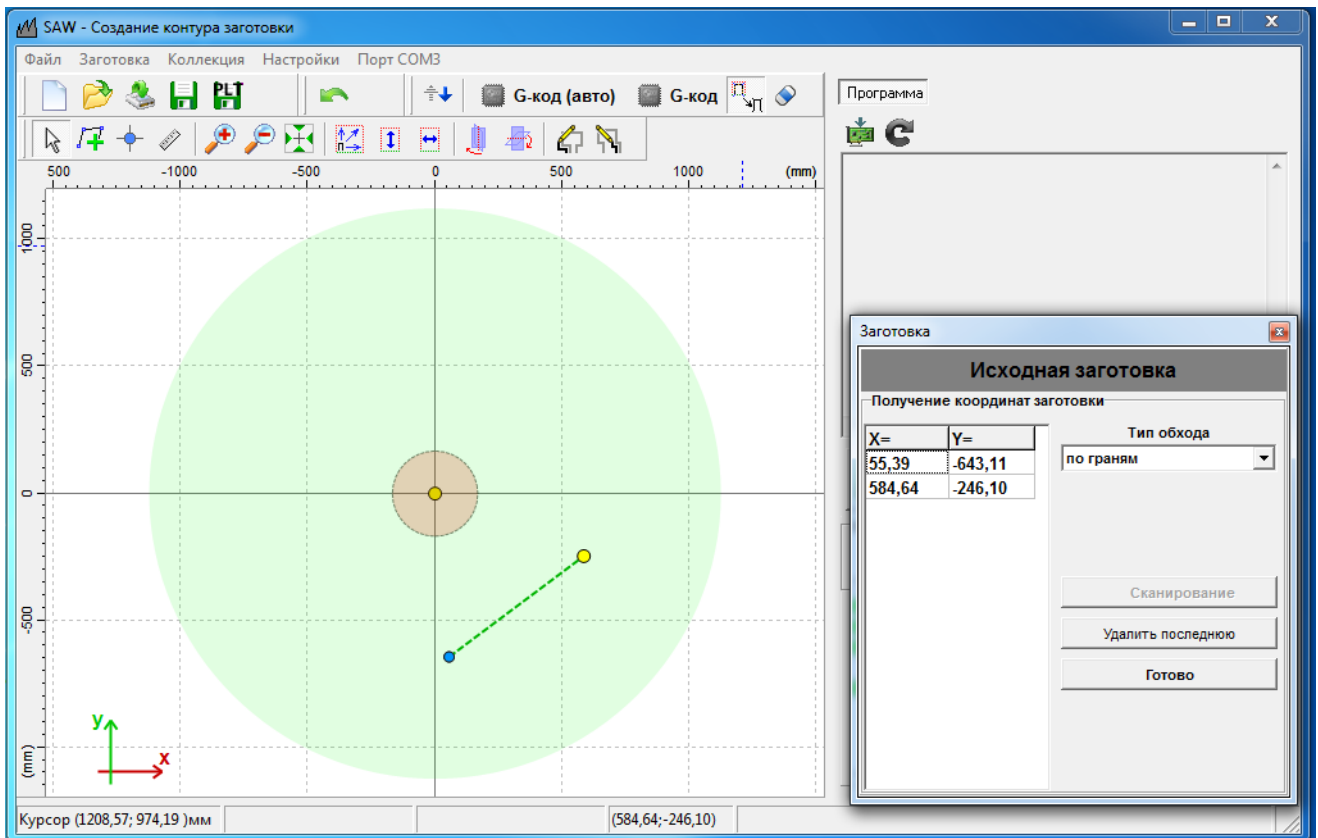 SAW - Создание контура заготовки
Файл Заготовка Коллекция Настройки Порт COM3
PLT G-код (авто) G-код
Программа
П
500 -1000 -500 0 500 1000 (mm)
1000
500
0
-500
(mm)
y
x
Заготовка
Исходная заготовка
Получение координат заготовки
X= Y=
55,39 -643,11
584,64 -246,10
Тип обхода
по граням
Сканирование
Удалить последнюю
Готово
Курсор (1208,57; 974,19 )мм (584,64;-246,10)